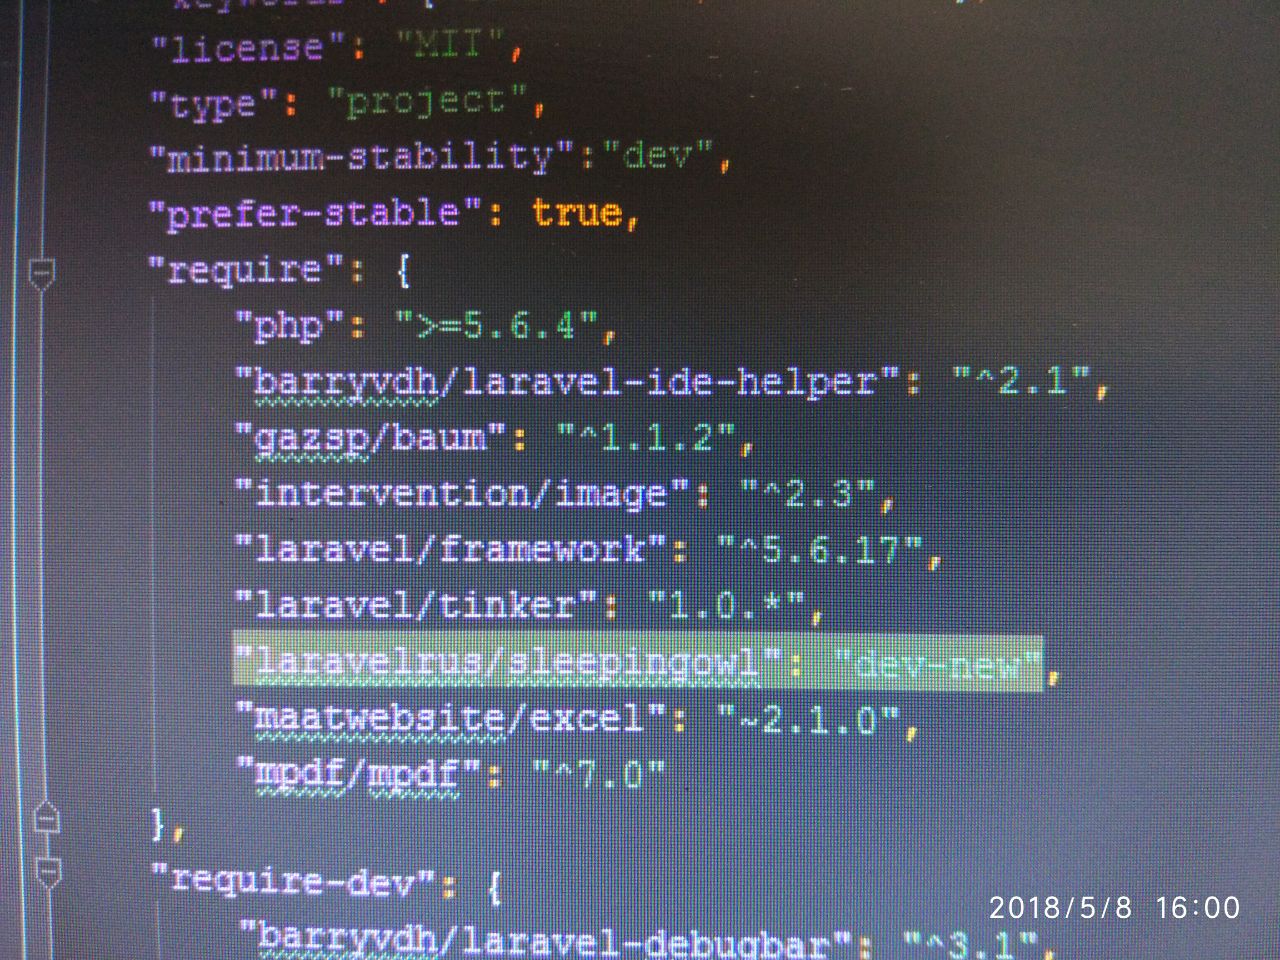 "license": "MIT",
"type": "project",
"minimum-stability":"dev",
"prefer-stable": true,
"require": {
"php": ">=5.6.4",
"barryvdh/laravel-ide-helper": "^2.1",
"gazsp/baum": "^1.1.2",
"intervention/image": "^2.3",
"laravel/framework": "^5.6.17",
"laravel/tinker": "1.0.*",
"laravelrus/sleepingowl": "dev-new",
"maatwebsite/excel": "~2.1.0",
"mpdf/mpdf": "^7.0"
},
"require-dev": {
"barryvdh/laravel-debugbar": "^3.1",
2018/5/8 16:00